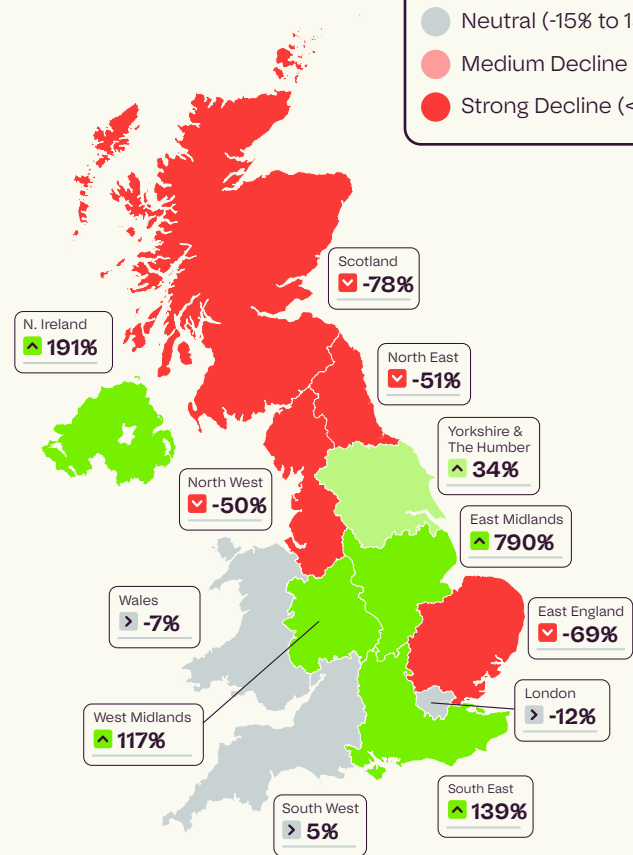 Neutral (-15% to 1
Medium Decline
Strong Decline (<
Scotland
-78%
N. Ireland
191%
North East
-51%
Yorkshire &
The Humber
34%
North West
-50%
East Midlands
790%
Wales
-7%
East England
-69%
London
-12%
West Midlands
117%
South East
139%
South West
5%